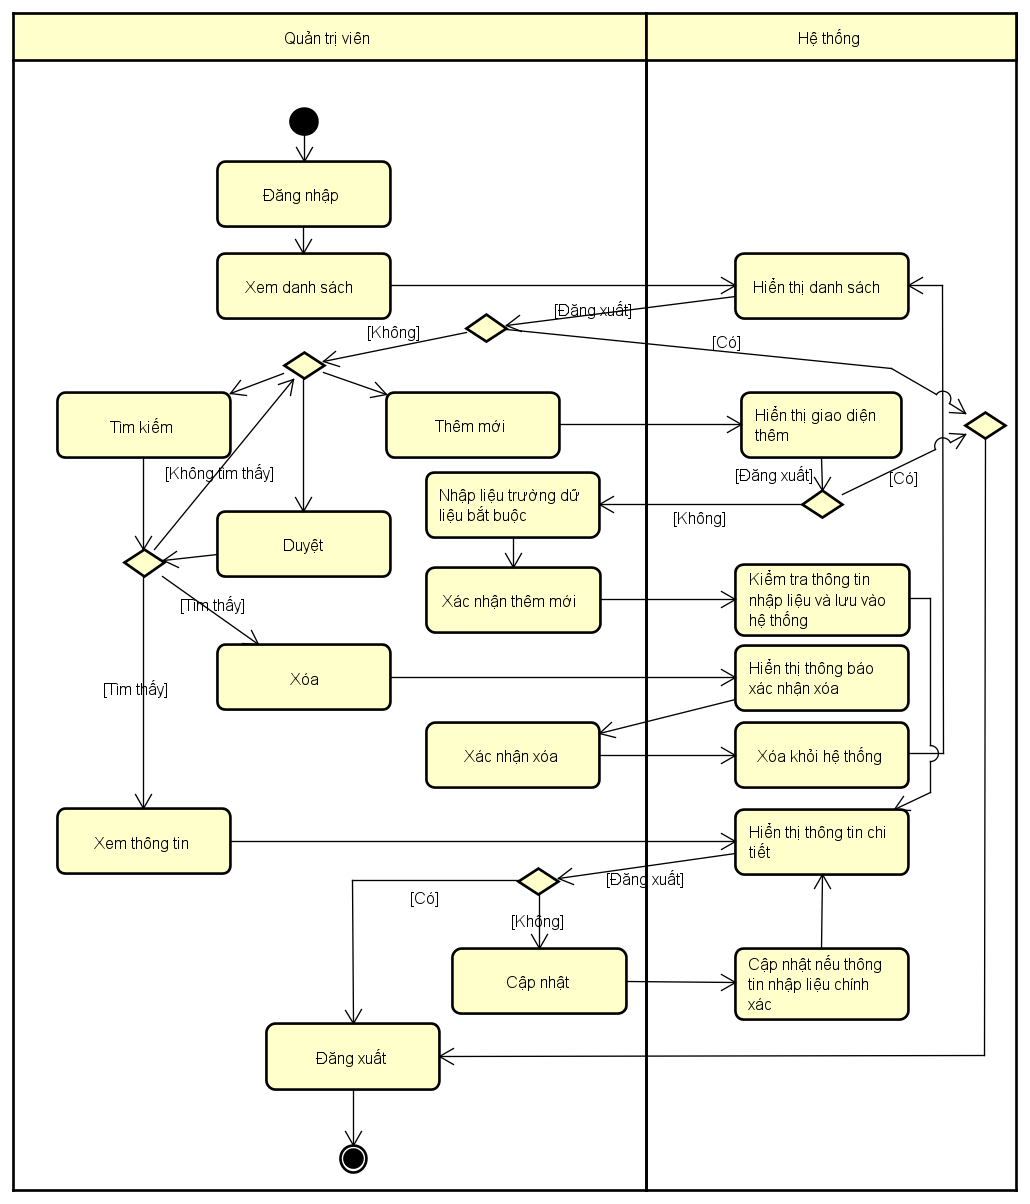 Quản trị viên
Hệ thống
Đăng nhập
Xem danh sách
Hiển thị danh sách
[Đăng xuất]
[Không]
[Có]
Tìm kiếm
Thêm mới
Hiển thị giao diện
thêm
[Không tìm thấy]
[Đăng xuất]
[Có]
Nhập liệu trường dữ
liệu bắt buộc
[Không]
Duyệt
Xác nhận thêm mới
Kiểm tra thông tin
nhập liệu và lưu vào
hệ thống
[Tìm thấy]
Xóa
Hiển thị thông báo
xác nhận xóa
[Tìm thấy]
Xác nhận xóa
Xóa khỏi hệ thống
Xem thông tin
Hiển thị thông tin chi
tiết
[Đăng xuất]
[Có]
[Không]
Cập nhật
Cập nhật nếu thông
tin nhập liệu chính
xác
Đăng xuất